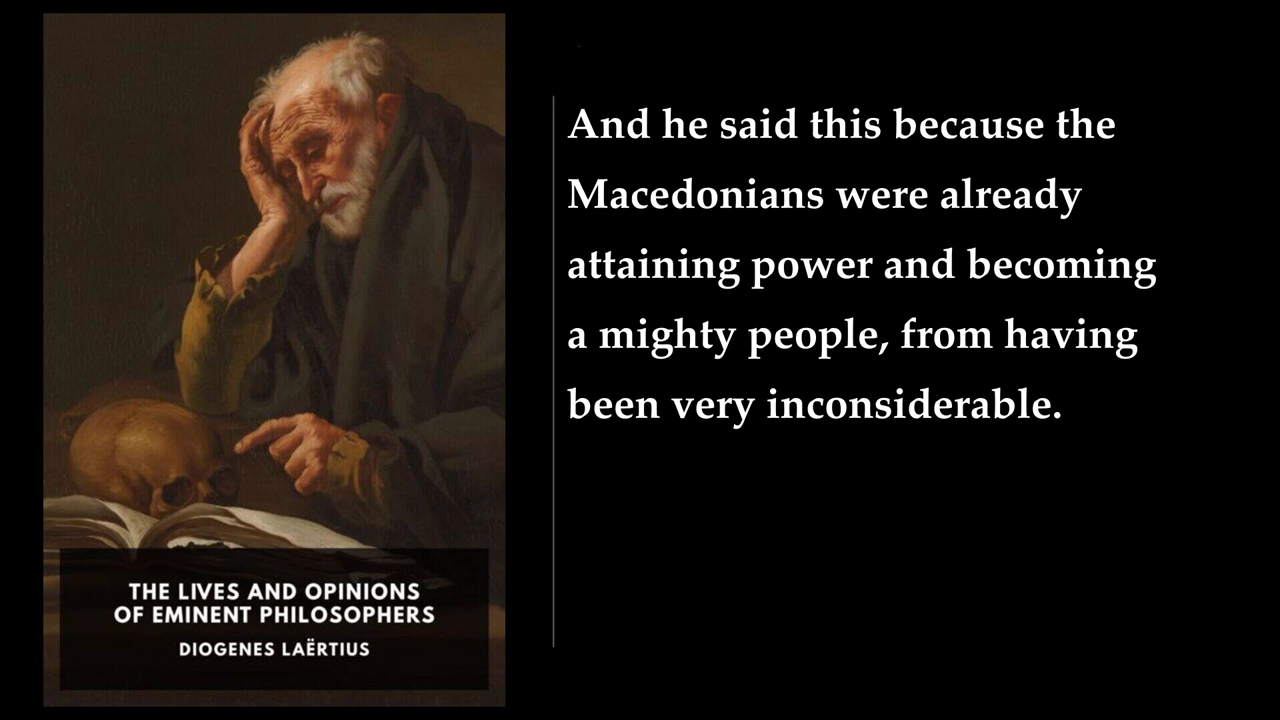 And he said this because the
Macedonians were already
attaining power and becoming
a mighty people, from having
been very inconsiderable.
THE LIVES AND OPINIONS
OF EMINENT PHILOSOPHERS
DIOGENES LAËRTIUS